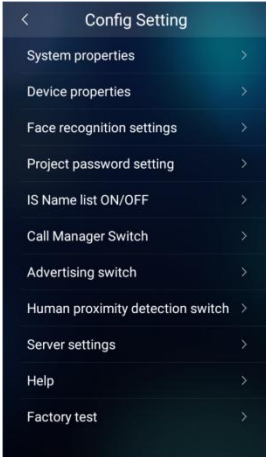 Config Setting
System properties
Device properties
Face recognition settings
Project password setting
IS Name list ON/OFF
Call Manager Switch
Advertising switch
Human proximity detection switch
Server settings
Help
Factory test